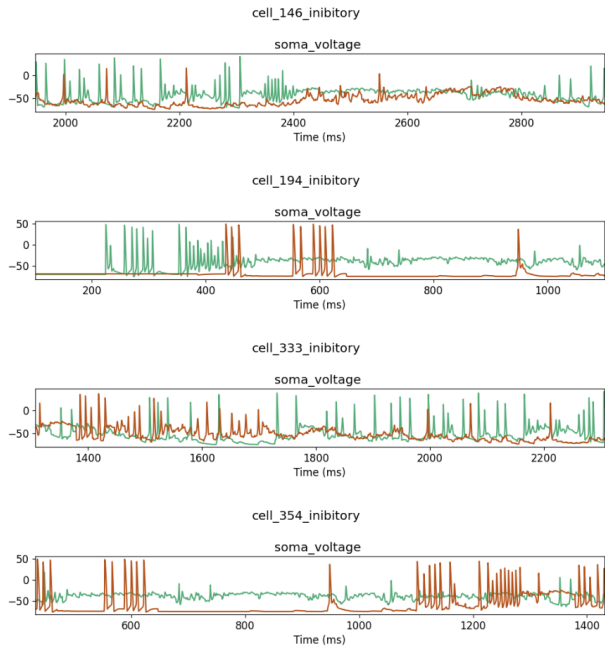 cell_146_inibitory
soma_voltage
0
−50
2000 2200 2400 2600 2800
Time (ms)
cell_194_inibitory
soma_voltage
50
0
−50
200 400 600 800 1000
Time (ms)
cell_333_inibitory
soma_voltage
0
−50
1400 1600 1800 2000 2200
Time (ms)
cell_354_inibitory
soma_voltage
50
0
−50
600 800 1000 1200 1400
Time (ms)